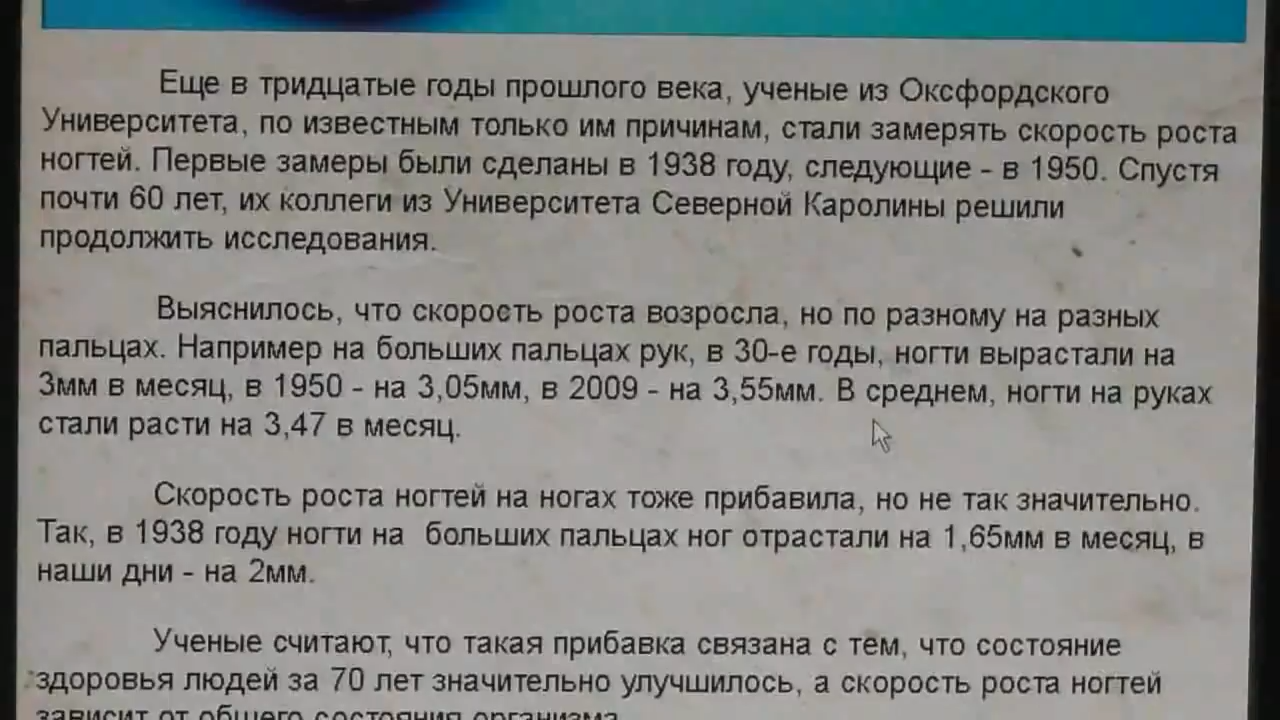 Еще в тридцатые годы прошлого века, ученые из Оксфордского
Университета, по известным только им причинам, стали замерять скорость роста
ногтей. Первые замеры были сделаны в 1938 году, следующие - в 1950. Спустя
почти 60 лет, их коллеги из Университета Северной Каролины решили
продолжить исследования.
Выяснилось, что скорость роста возросла, но по разному на разных
пальцах. Например на больших пальцах рук, в 30-е годы, ногти вырастали на
3мм в месяц, в 1950 - на 3,05мм, в 2009 - на 3,55мм. В среднем, ногти на руках
стали расти на 3,47 в месяц.
Скорость роста ногтей на ногах тоже прибавила, но не так значительно.
Так, в 1938 году ногти на больших пальцах ног отрастали на 1,65мм в месяц, в
наши дни - на 2мм.
Ученые считают, что такая прибавка связана с тем, что состояние
здоровья людей за 70 лет значительно улучшилось, а скорость роста ногтей
зависит от общего состояния организма